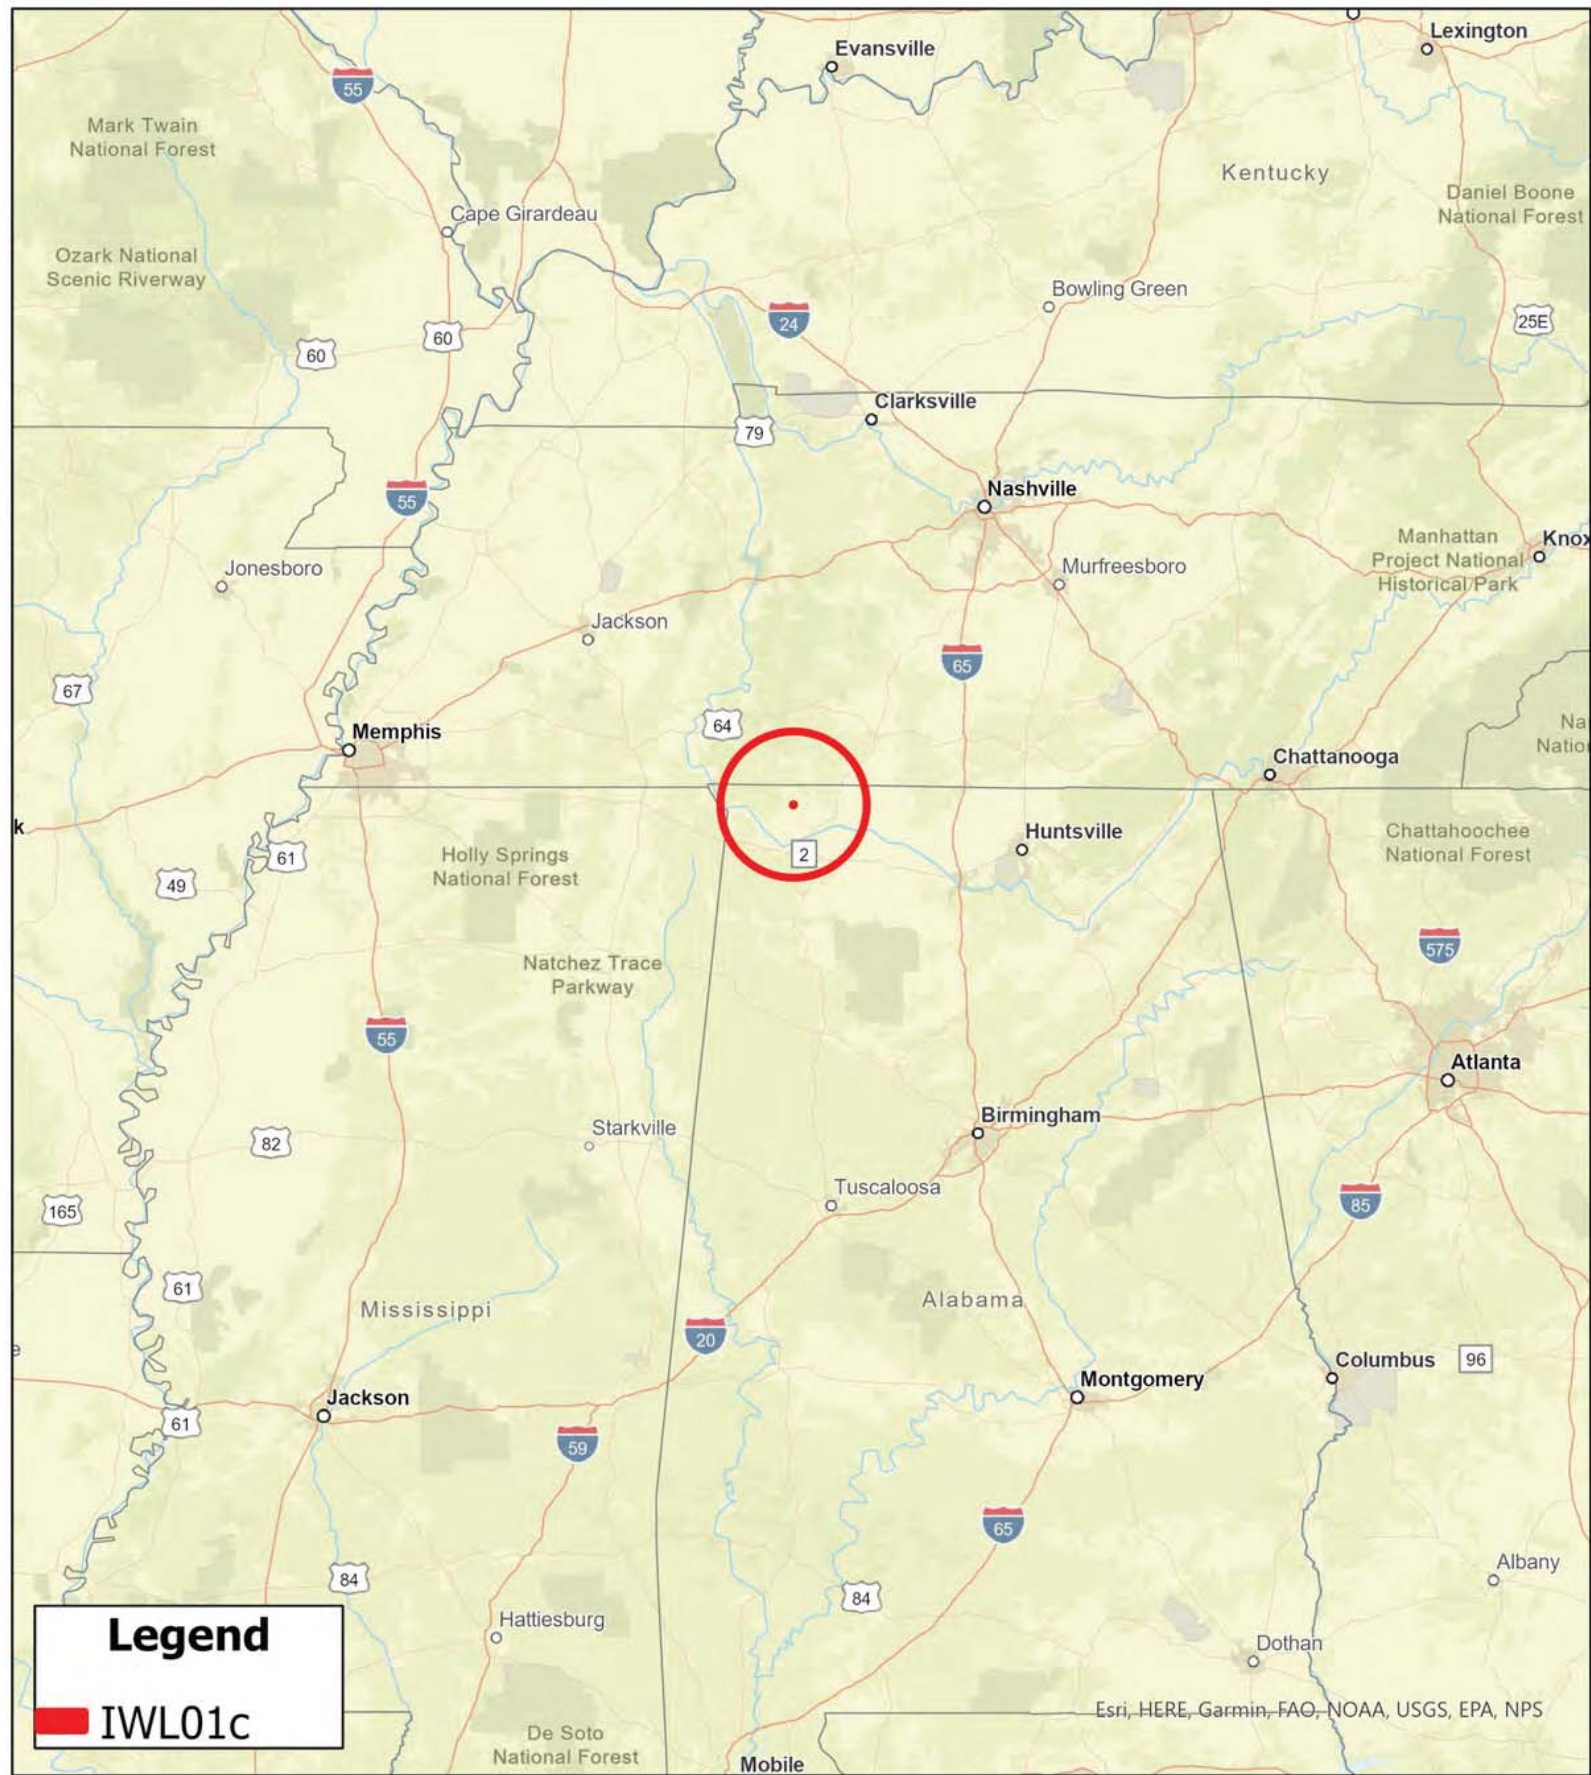 Lexington
Evansville
55
Mark Twain
National Forest
Kentucky
Daniel Boone
National Forest
Cape Girardeau
Ozark National
Scenic Riverway
Bowling Green
24
25E
60
60
Clarksville
79
Nashville
55
Manhattan
Project National
Historical Park
Knox
Jonesboro
Murfreesboro
Jackson
65
67
64
Memphis
Na
Natio
Chattanooga
k
Huntsville
Chattahoochee
National Forest
61
2
Holly Springs
National Forest
49
575
Natchez Trace
Parkway
55
Atlanta
Birmingham
Starkville
82
Tuscaloosa
165
85
61
Mississippi
Alabama
20
e
Columbus
96
Montgomery
Jackson
61
59
65
Albany
84
84
Hattiesburg
Legend
IWL01c
Dothan
Esri, HERE, Garmin, FAO, NOAA, USGS, EPA, NPS
De Soto
National Forest
Mobile